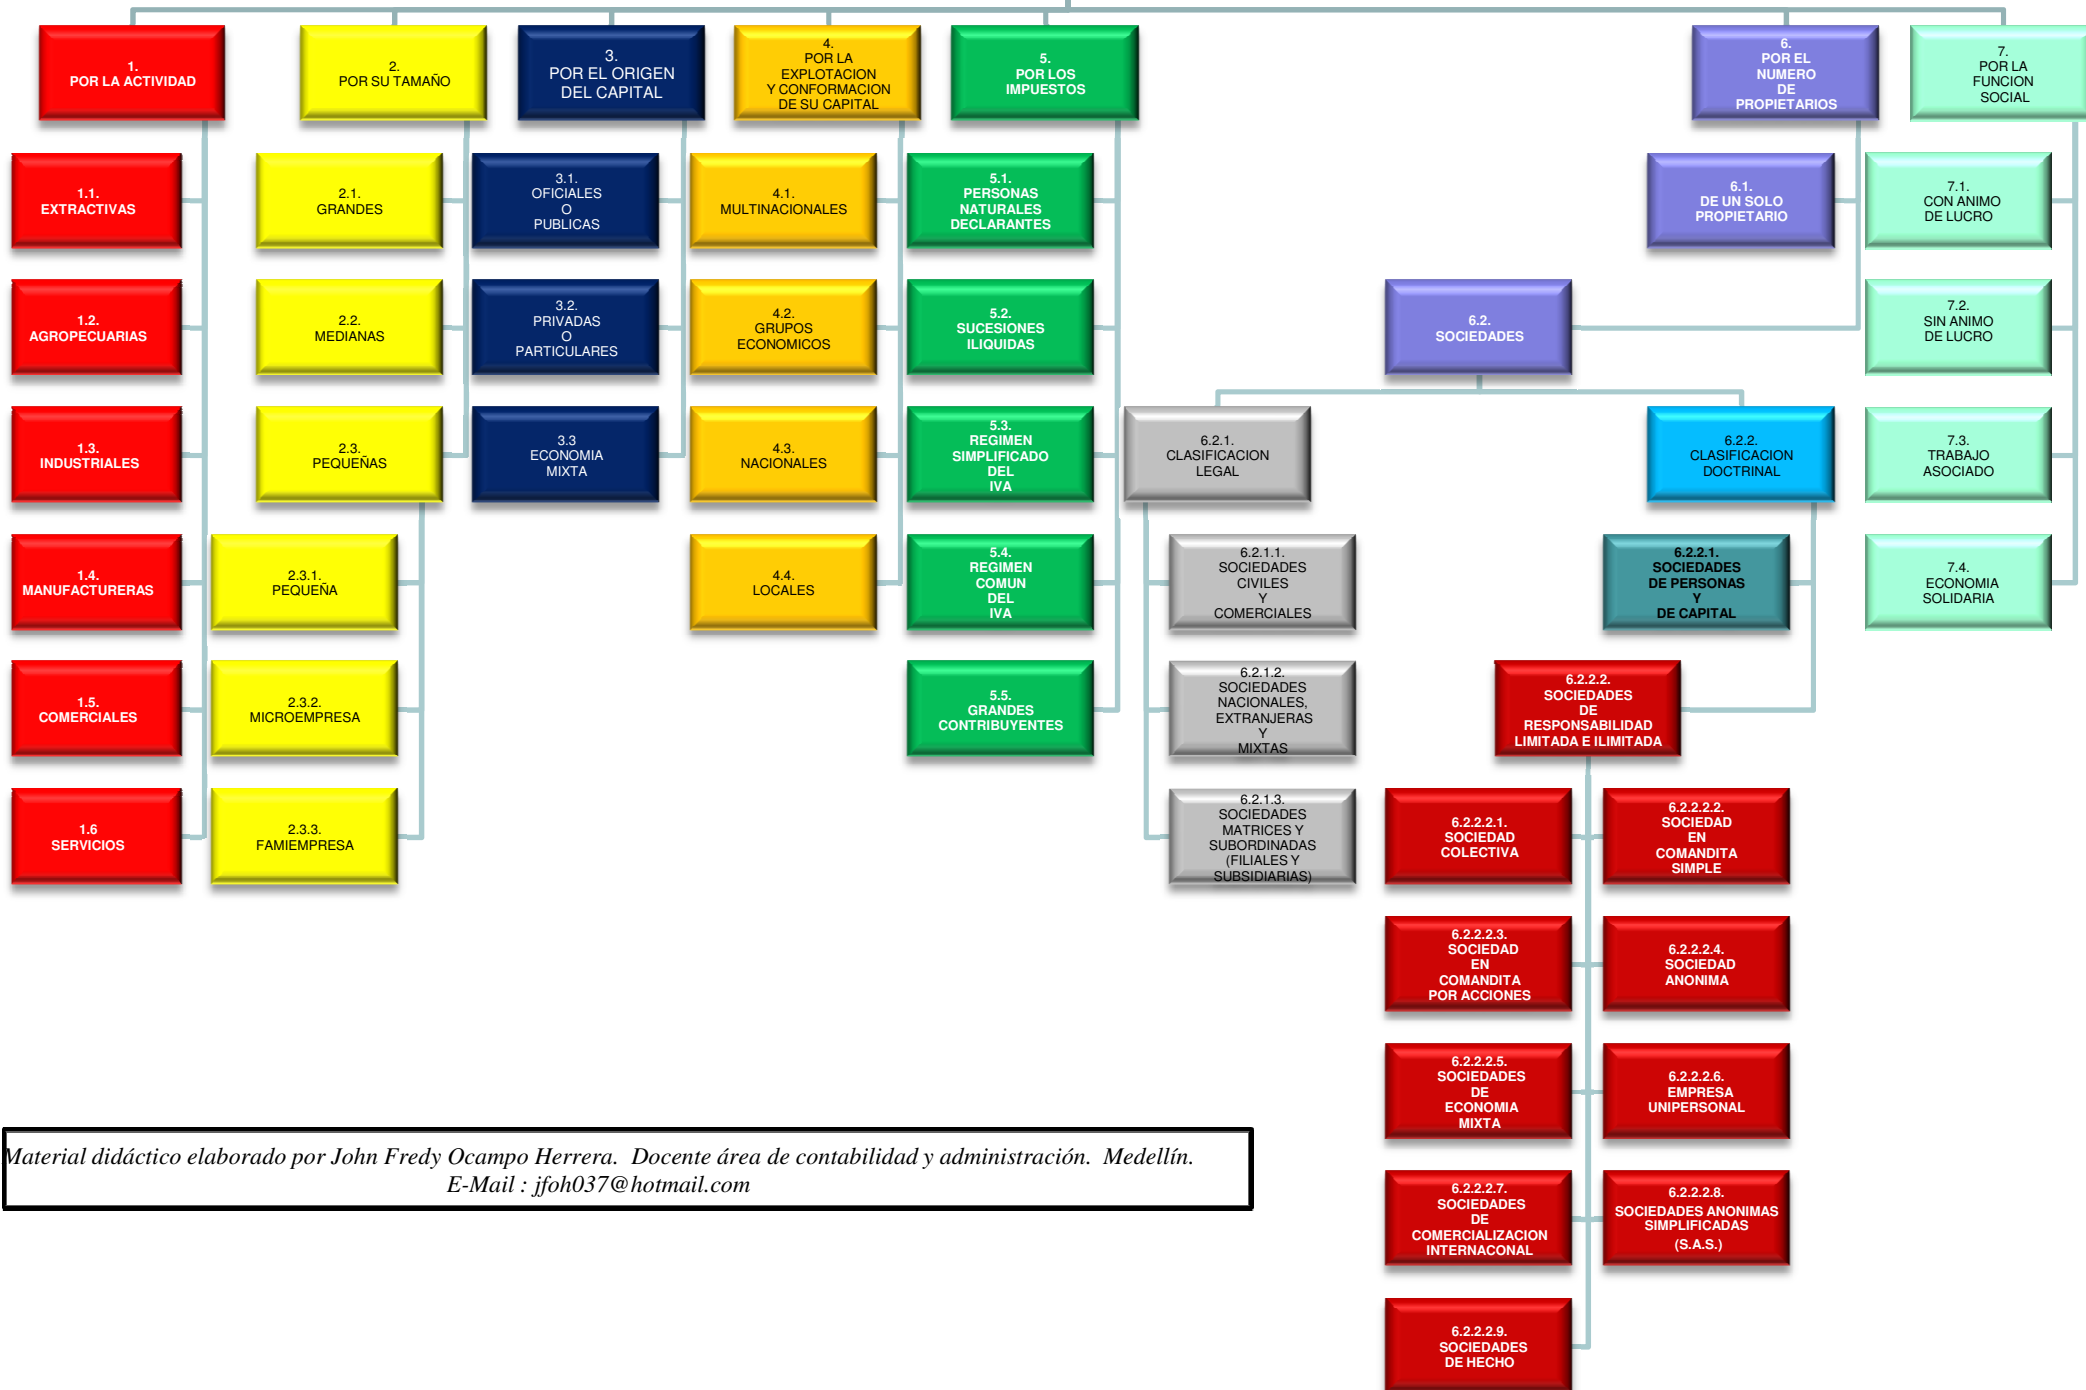 1.
POR LA ACTIVIDAD
2.
POR SU TAMAÑO
3.
POR EL ORIGEN
DEL CAPITAL
4.
POR LA
EXPLOTACION
Y CONFORMACION
DE SU CAPITAL
5.
POR LOS
IMPUESTOS
6.
POR EL
NUMERO
DE
PROPIETARIOS
7.
POR LA
FUNCION
SOCIAL
1.1.
EXTRACTIVAS
2.1.
GRANDES
3.1.
OFICIALES
O
PUBLICAS
4.1.
MULTINACIONALES
5.1.
PERSONAS
NATURALES
DECLARANTES
6.1.
DE UN SOLO
PROPIETARIO
7.1.
CON ANIMO
DE LUCRO
1.2.
AGROPECUARIAS
2.2.
MEDIANAS
3.2.
PRIVADAS
O
PARTICULARES
4.2.
GRUPOS
ECONOMICOS
5.2.
SUCESIONES
ILIQUIDAS
6.2.
SOCIEDADES
7.2.
SIN ANIMO
DE LUCRO
1.3.
INDUSTRIALES
2.3.
PEQUEÑAS
3.3
ECONOMIA
MIXTA
4.3.
NACIONALES
5.3.
REGIMEN
SIMPLIFICADO
DEL
IVA
6.2.1.
CLASIFICACION
LEGAL
6.2.2.
CLASIFICACION
DOCTRINAL
7.3.
TRABAJO
ASOCIADO
1.4.
MANUFACTURERAS
2.3.1.
PEQUEÑA
4.4.
LOCALES
5.4.
REGIMEN
COMUN
DEL
IVA
6.2.1.1.
SOCIEDADES
CIVILES
Y
COMERCIALES
6.2.2.1.
SOCIEDADES
DE PERSONAS
Y
DE CAPITAL
7.4.
ECONOMIA
SOLIDARIA
1.5.
COMERCIALES
2.3.2.
MICROEMPRESA
5.5.
GRANDES
CONTRIBUYENTES
6.2.1.2.
SOCIEDADES
NACIONALES,
EXTRANJERAS
Y
MIXTAS
6.2.2.2.
SOCIEDADES
DE
RESPONSABILIDAD
LIMITADA E ILIMITADA
1.6
SERVICIOS
2.3.3.
FAMIEMPRESA
6.2.1.3.
SOCIEDADES
MATRICES Y
SUBORDINADAS
(FILIALES Y
SUBSIDIARIAS)
6.2.2.2.1.
SOCIEDAD
COLECTIVA
6.2.2.2.2.
SOCIEDAD
EN
COMANDITA
SIMPLE
6.2.2.2.3.
SOCIEDAD
EN
COMANDITA
POR ACCIONES
6.2.2.2.4.
SOCIEDAD
ANONIMA
6.2.2.2.5.
SOCIEDADES
DE
ECONOMIA
MIXTA
6.2.2.2.6.
EMPRESA
UNIPERSONAL
Material didáctico elaborado por John Fredy Ocampo Herrera. Docente área de contabilidad y administración. Medellín.
E-Mail : jfoh037@hotmail.com
6.2.2.2.7.
SOCIEDADES
DE
COMERCIALIZACION
INTERNACONAL
6.2.2.2.8.
SOCIEDADES ANONIMAS
SIMPLIFICADAS
(S.A.S.)
6.2.2.2.9.
SOCIEDADES
DE HECHO